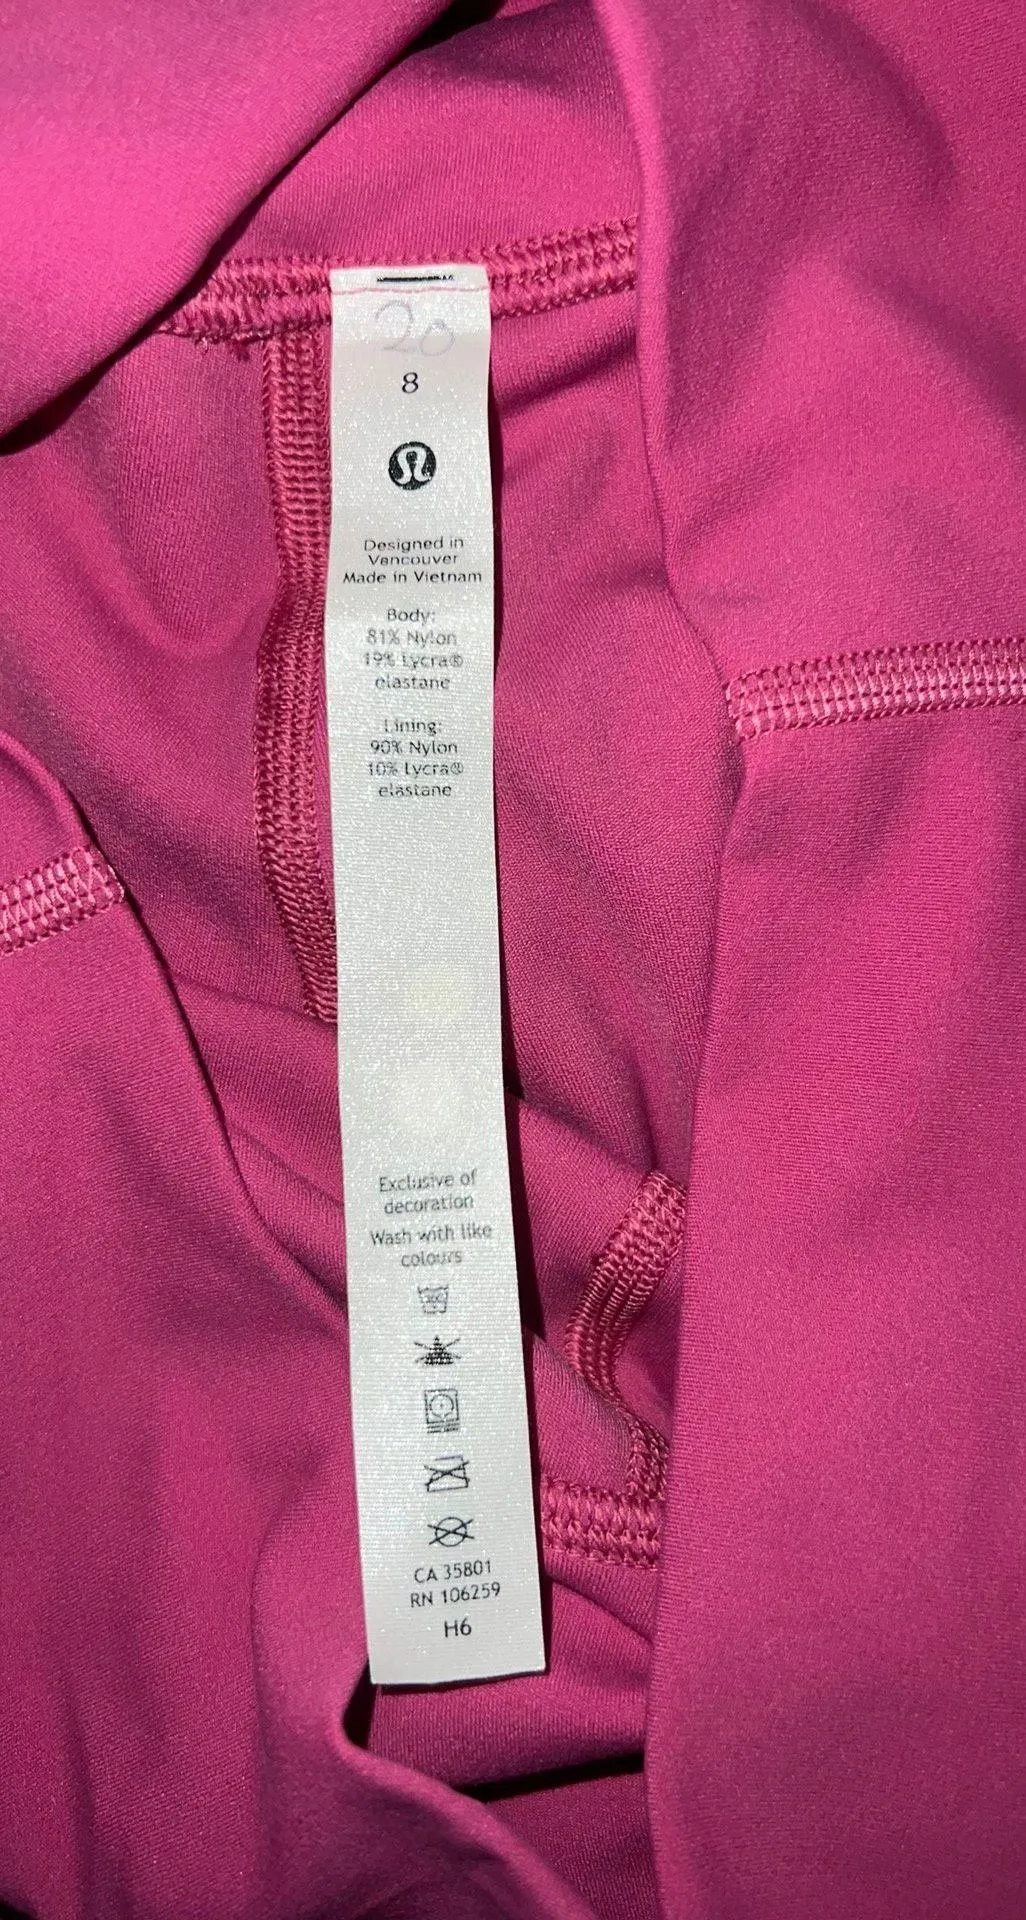 20
8
Designed in
Vancouver
Made in Vietnam
Body:
81% Nylon
19% Lycra®
elastane
Lining:
90% Nylon
10% Lycra®
elastane
Exclusive of
decoration
Wash with like
colours
CA 35801
RN 106259
H6